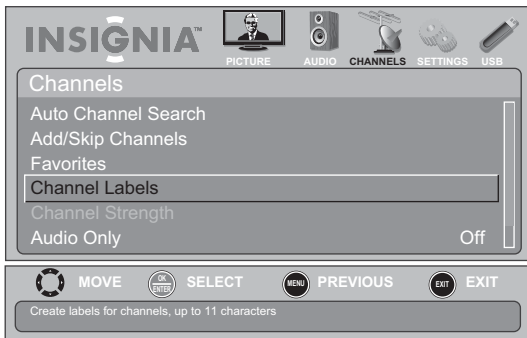 INSIGNIA™
PICTURE AUDIO CHANNELS SETTINGS USB
Channels
Auto Channel Search
Add/Skip Channels
Favorites
Channel Labels
Channel Strength
Audio Only Off
MOVE OK ENTER SELECT MENU PREVIOUS EXIT EXIT
Create labels for channels, up to 11 characters